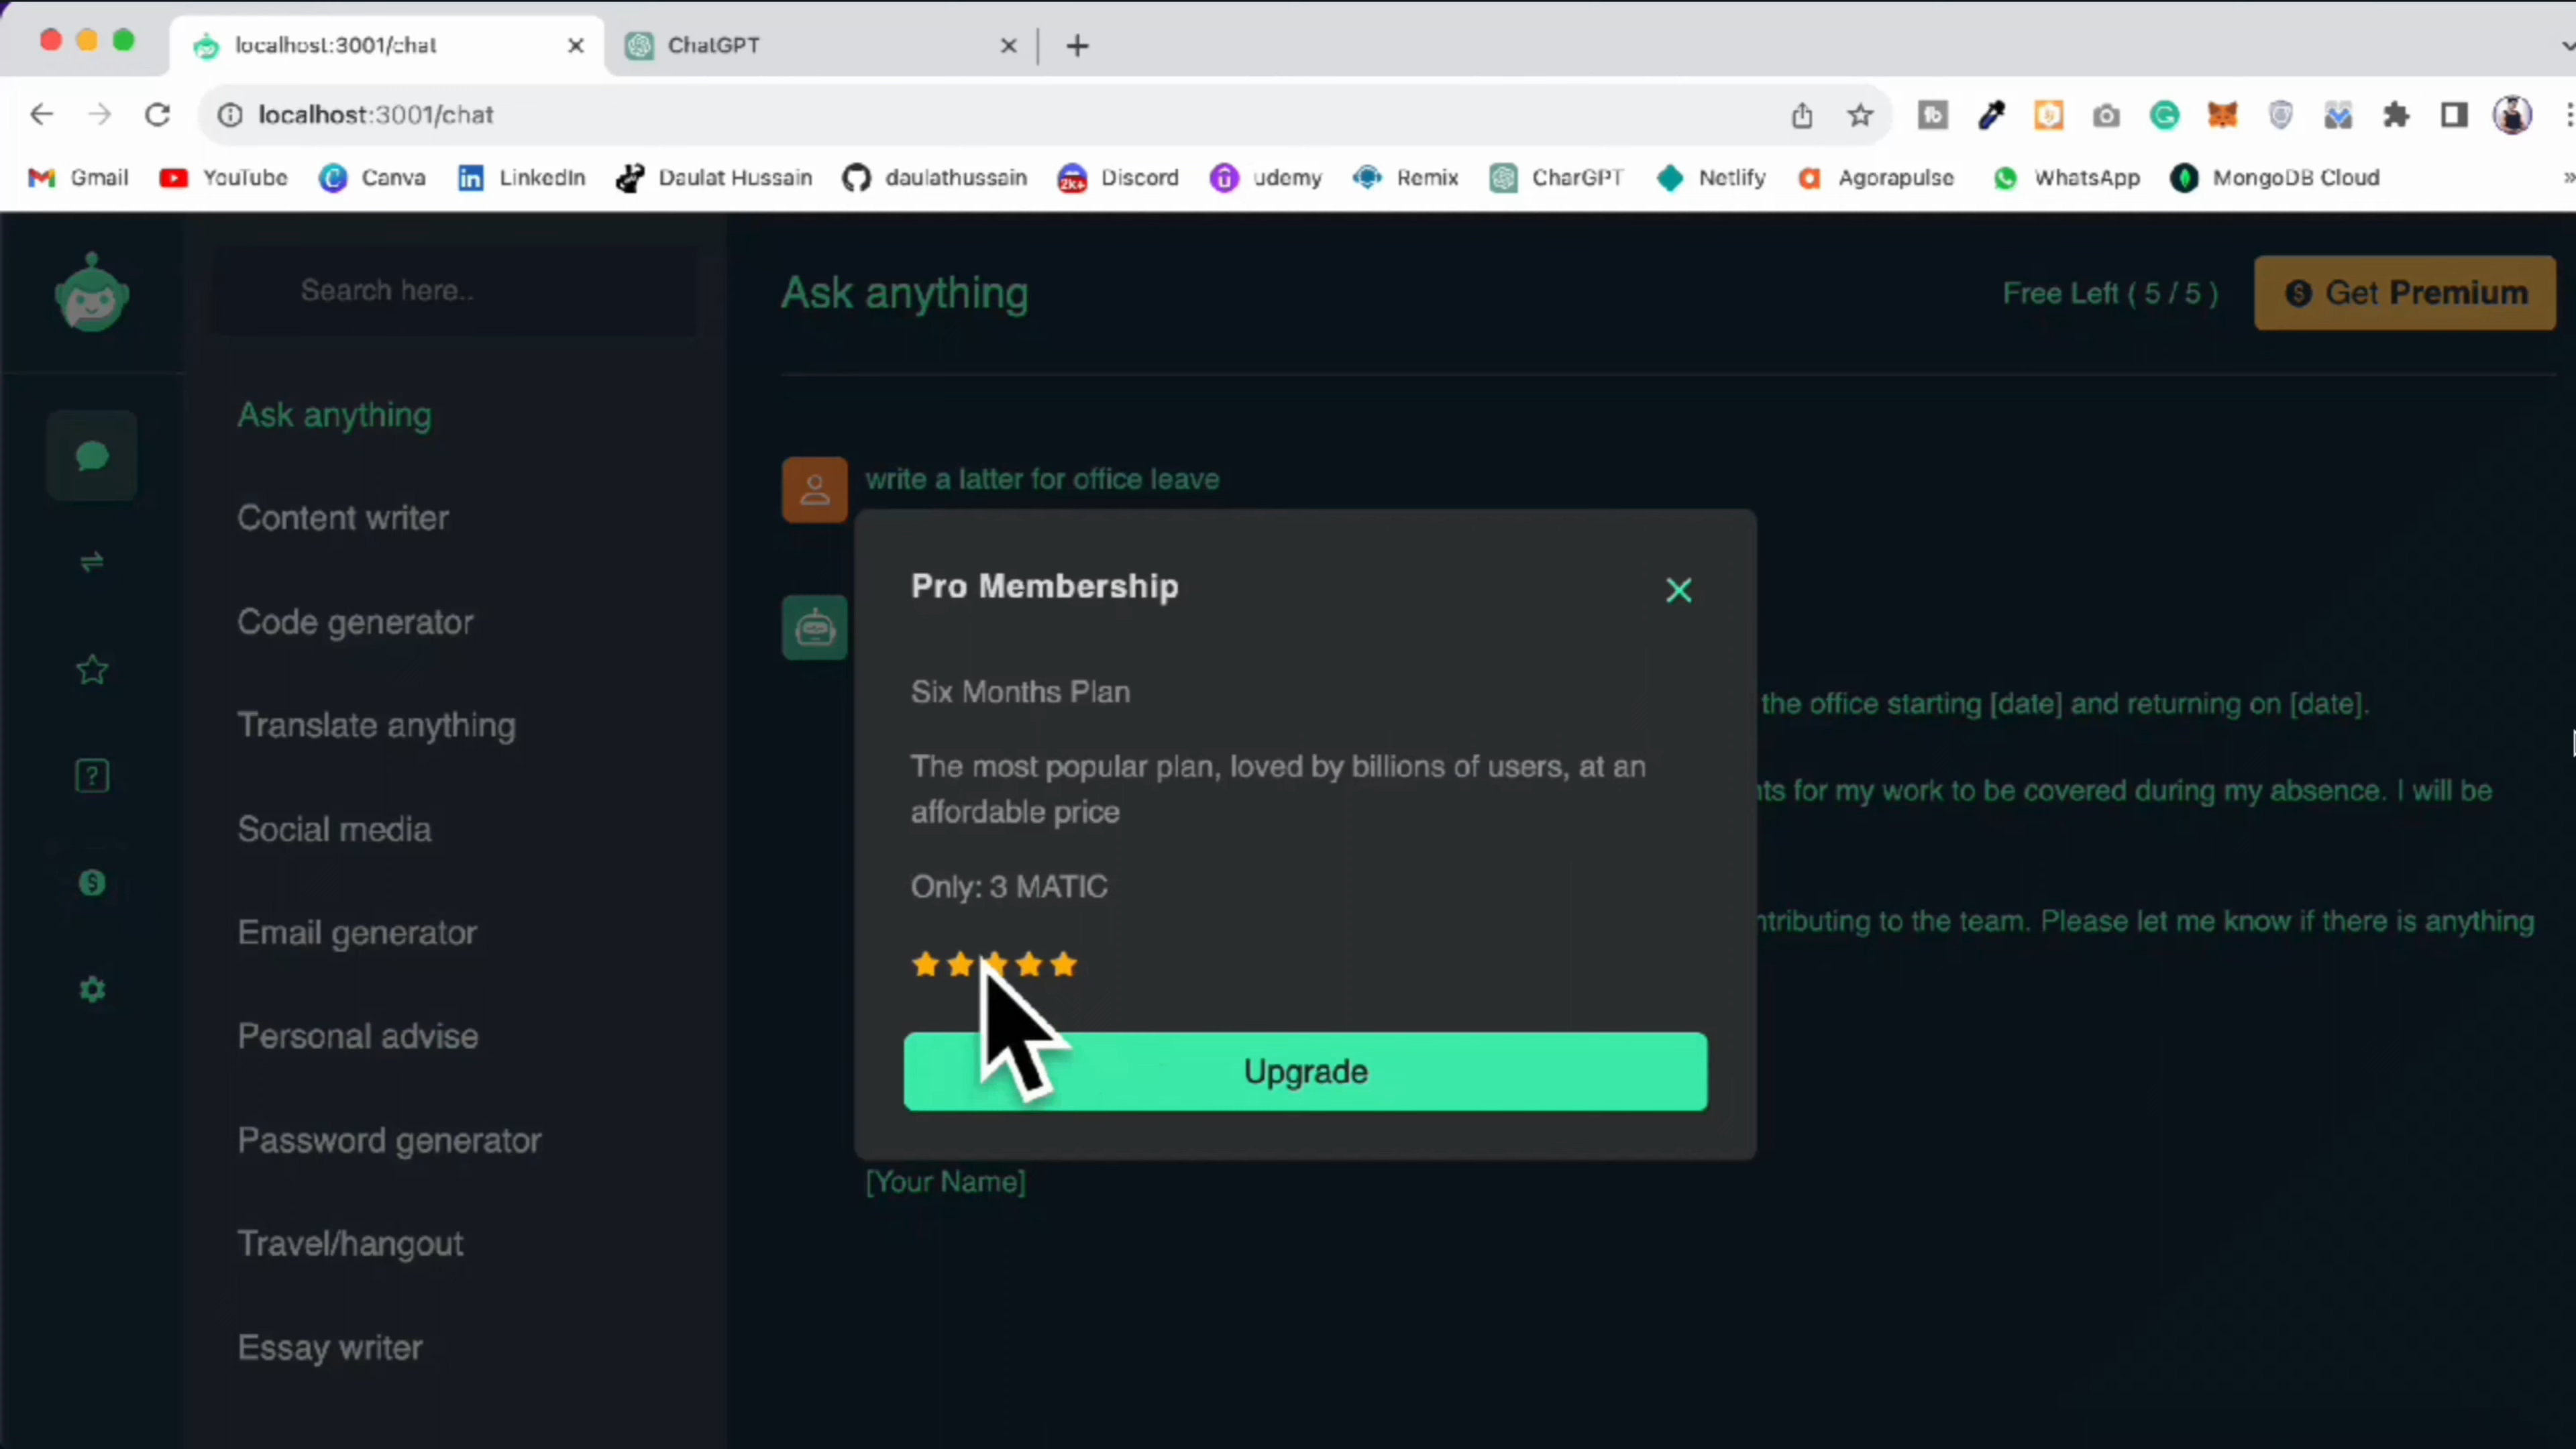 localhost:3001/chat
ChatGPT
localhost:3001/chat
Gmail
YouTube
Canva
LinkedIn
Daulat Hussain
daulathussain
Discord
udemy
Remix
CharGPT
Netlify
Agorapulse
WhatsApp
MongoDB Cloud
Search here..
Ask anything
Content writer
Code generator
Translate anything
Social media
Email generator
Personal advise
Password generator
Travel/hangout
Essay writer
Ask anything
Free Left ( 5 / 5 )
Get Premium
write a latter for office leave
the office starting [date] and returning on [date].
for my work to be covered during my absence. I will be
to the team. Please let me know if there is anything
[Your Name]
Pro Membership
Six Months Plan
The most popular plan, loved by billions of users, at an
affordable price
Only: 3 MATIC
Upgrade